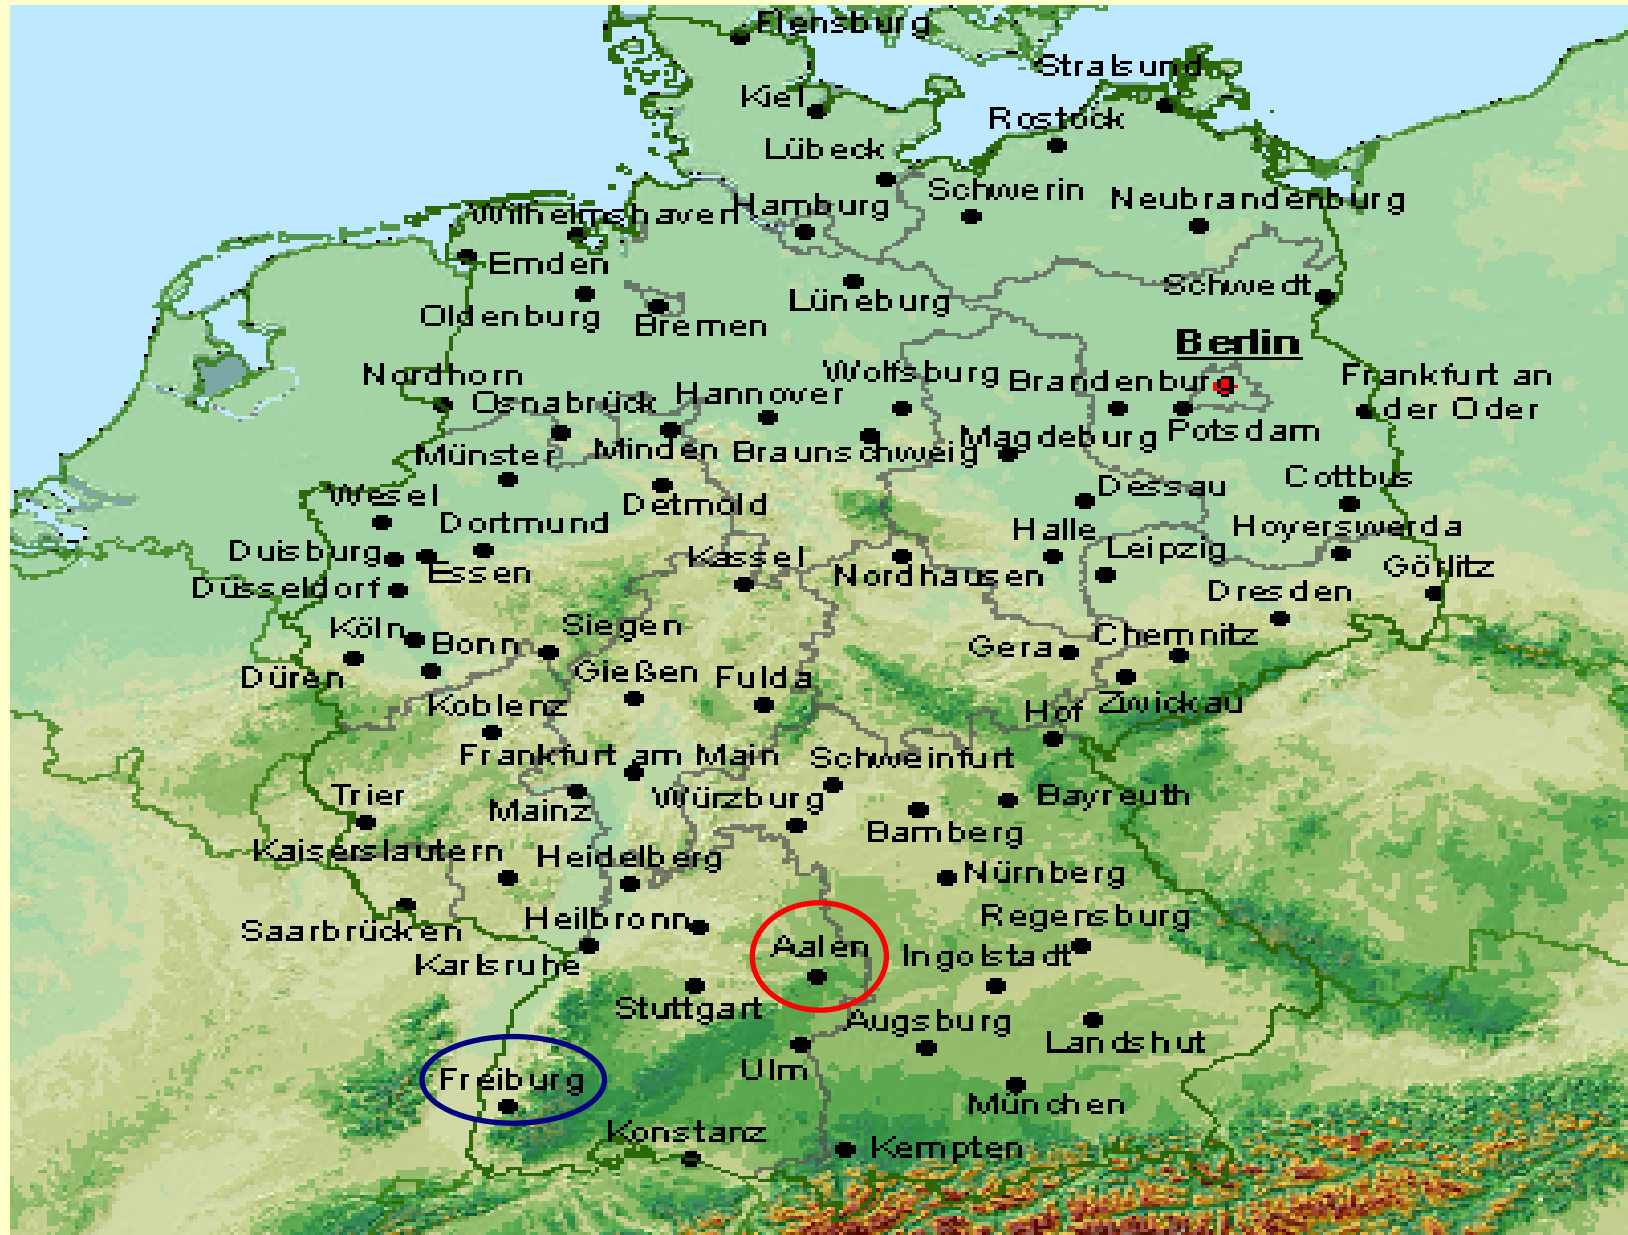 Flensburg
Stralsund
Kiel
Rostock
Lübeck
Schwerin
Neubrandenburg
Wilhelmshaven
Hamburg
Emden
Schwedt
Lüneburg
Oldenburg
Bremen
Berlin
Nordhorn
Wolfsburg
Brandenburg
Frankfurt an
der Oder
Osnabrück
Hannover
Potsdam
Magdeburg
Minden
Braunschweig
Münster
Cottbus
Wesel
Dessau
Detmold
Dortmund
Halle
Hoyerswerda
Duisburg
Leipzig
Kassel
Essen
Nordhausen
Görlitz
Düsseldorf
Dresden
Köln
Siegen
Bonn
Chemnitz
Gera
Düren
Gießen
Fulda
Koblenz
Hof
Zwickau
Frankfurt am Main
Schweinfurt
Trier
Würzburg
Bayreuth
Mainz
Bamberg
Kaiserslautern
Heidelberg
Nürnberg
Heilbronn
Regensburg
Saarbrücken
Aalen
Ingolstadt
Karlsruhe
Stuttgart
Augsburg
Landshut
Ulm
Freiburg
München
Konstanz
Kempten